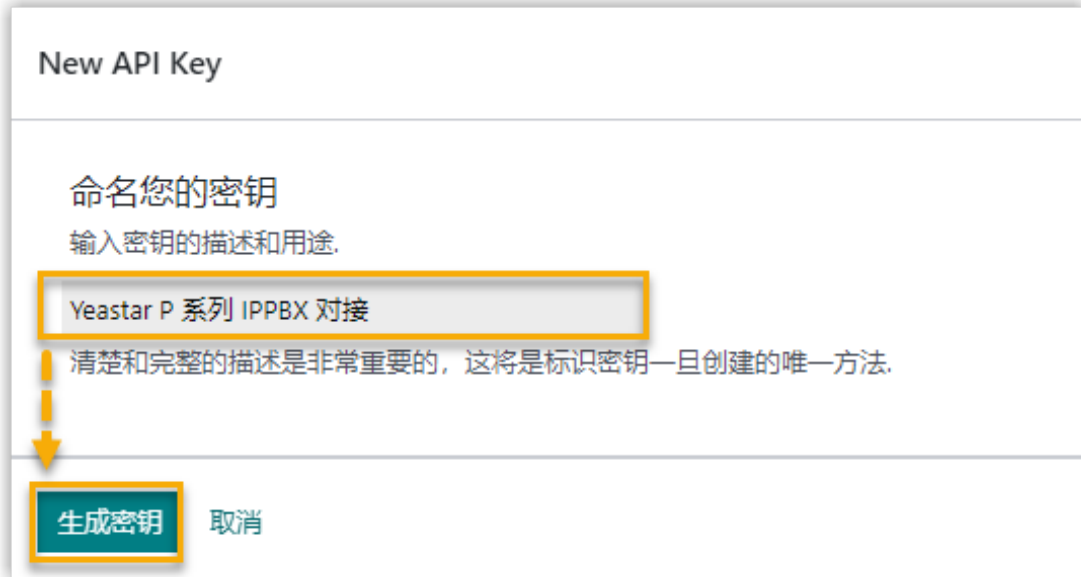 New API Key
命名您的密钥
输入密钥的描述和用途.
Yeastar P 系列 IPPBX 对接
清楚和完整的描述是非常重要的，这将是标识密钥一旦创建的唯一方法.
生成密钥 取消